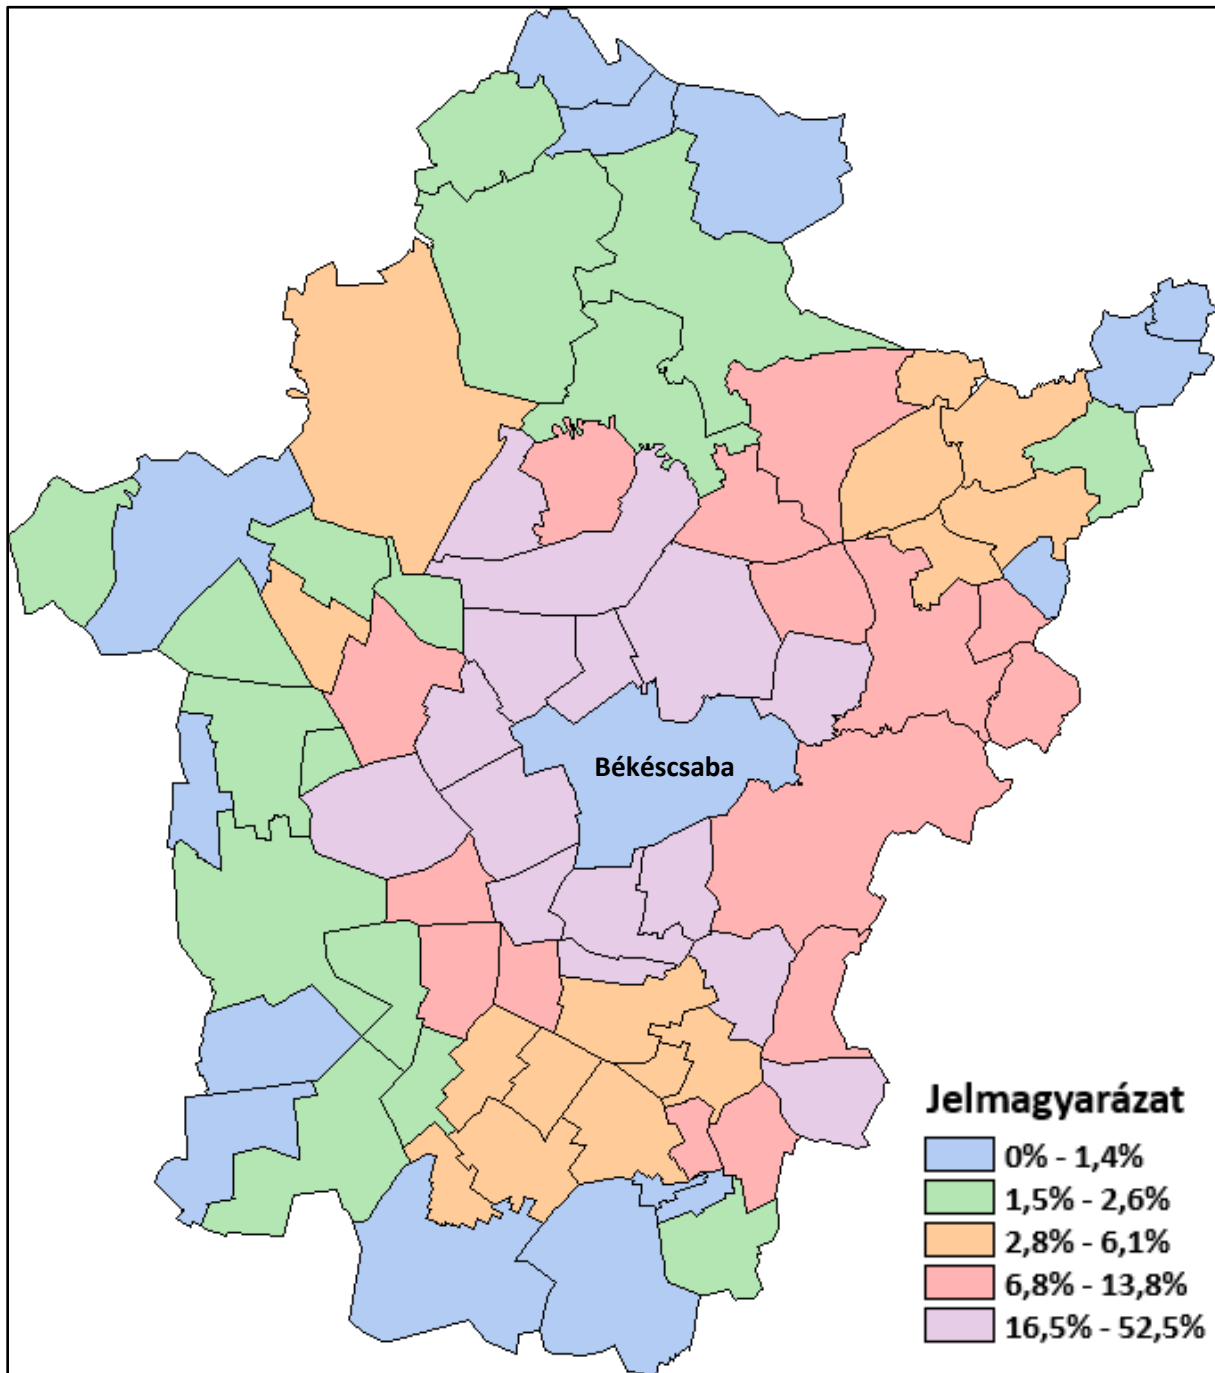 Békéscsaba
Jelmagyarázat
0% - 1,4%
1,5% - 2,6%
2,8% - 6,1%
6,8% - 13,8%
16,5% - 52,5%